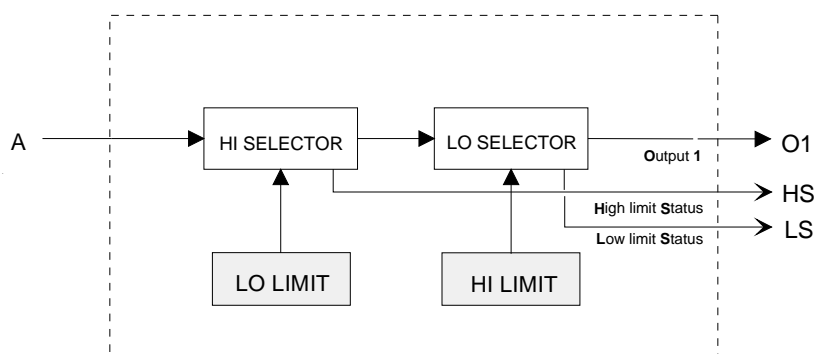 A
HI SELECTOR
LO SELECTOR
Output 1
O1
High limit Status
HS
Low limit Status
LS
LO LIMIT
HI LIMIT